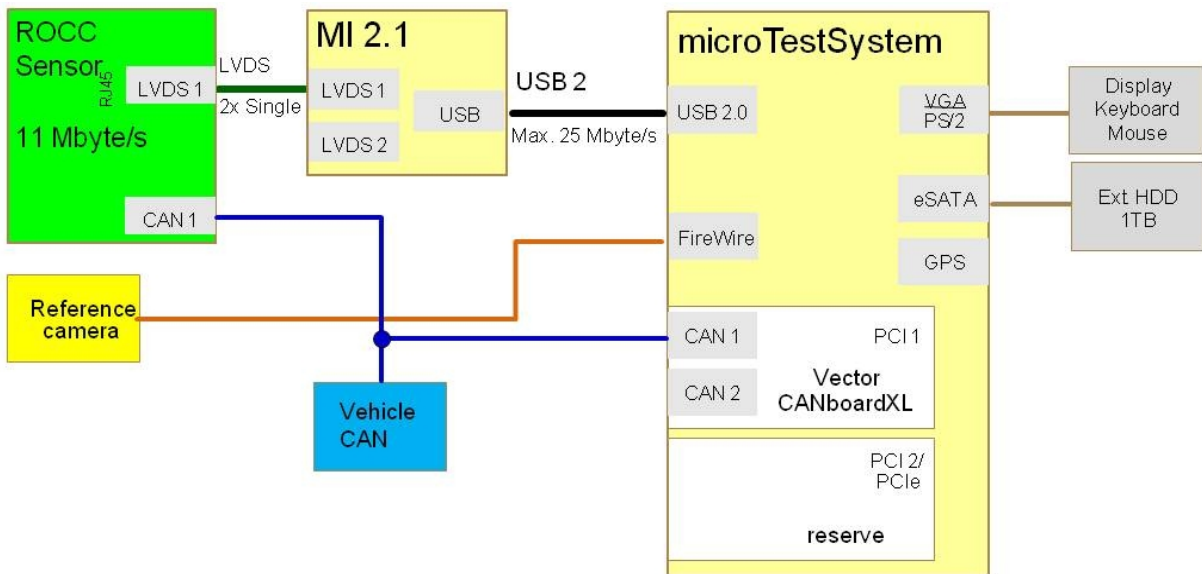 ROCC
Sensor
RJ45
LVDS 1
11 Mbyte/s
CAN 1
LVDS
2x Single
MI 2.1
LVDS 1
LVDS 2
USB
USB 2
Max. 25 Mbyte/s
microTestSystem
USB 2.0
VGA
PS/2
eSATA
GPS
FireWire
CAN 1
CAN 2
PCI 1
Vector
CANboardXL
PCI 2/
PCIe
reserve
Display
Keyboard
Mouse
Ext. HDD
1TB
Reference
camera
Vehicle
CAN